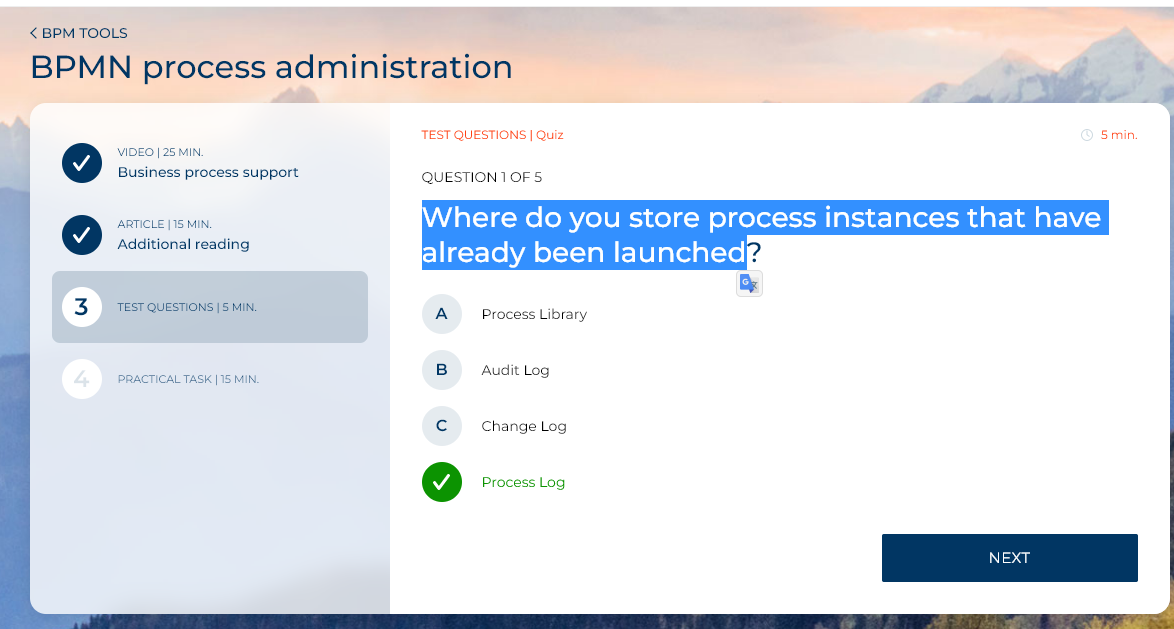 < BPM TOOLS
BPMN process administration
VIDEO | 25 MIN.
Business process support
ARTICLE | 15 MIN.
Additional reading
3
TEST QUESTIONS | 5 MIN.
4
PRACTICAL TASK | 15 MIN.
TEST QUESTIONS | Quiz
5 min.
QUESTION 1 OF 5
Where do you store process instances that have
already been launched?
A Process Library
B Audit Log
C Change Log
Process Log
NEXT